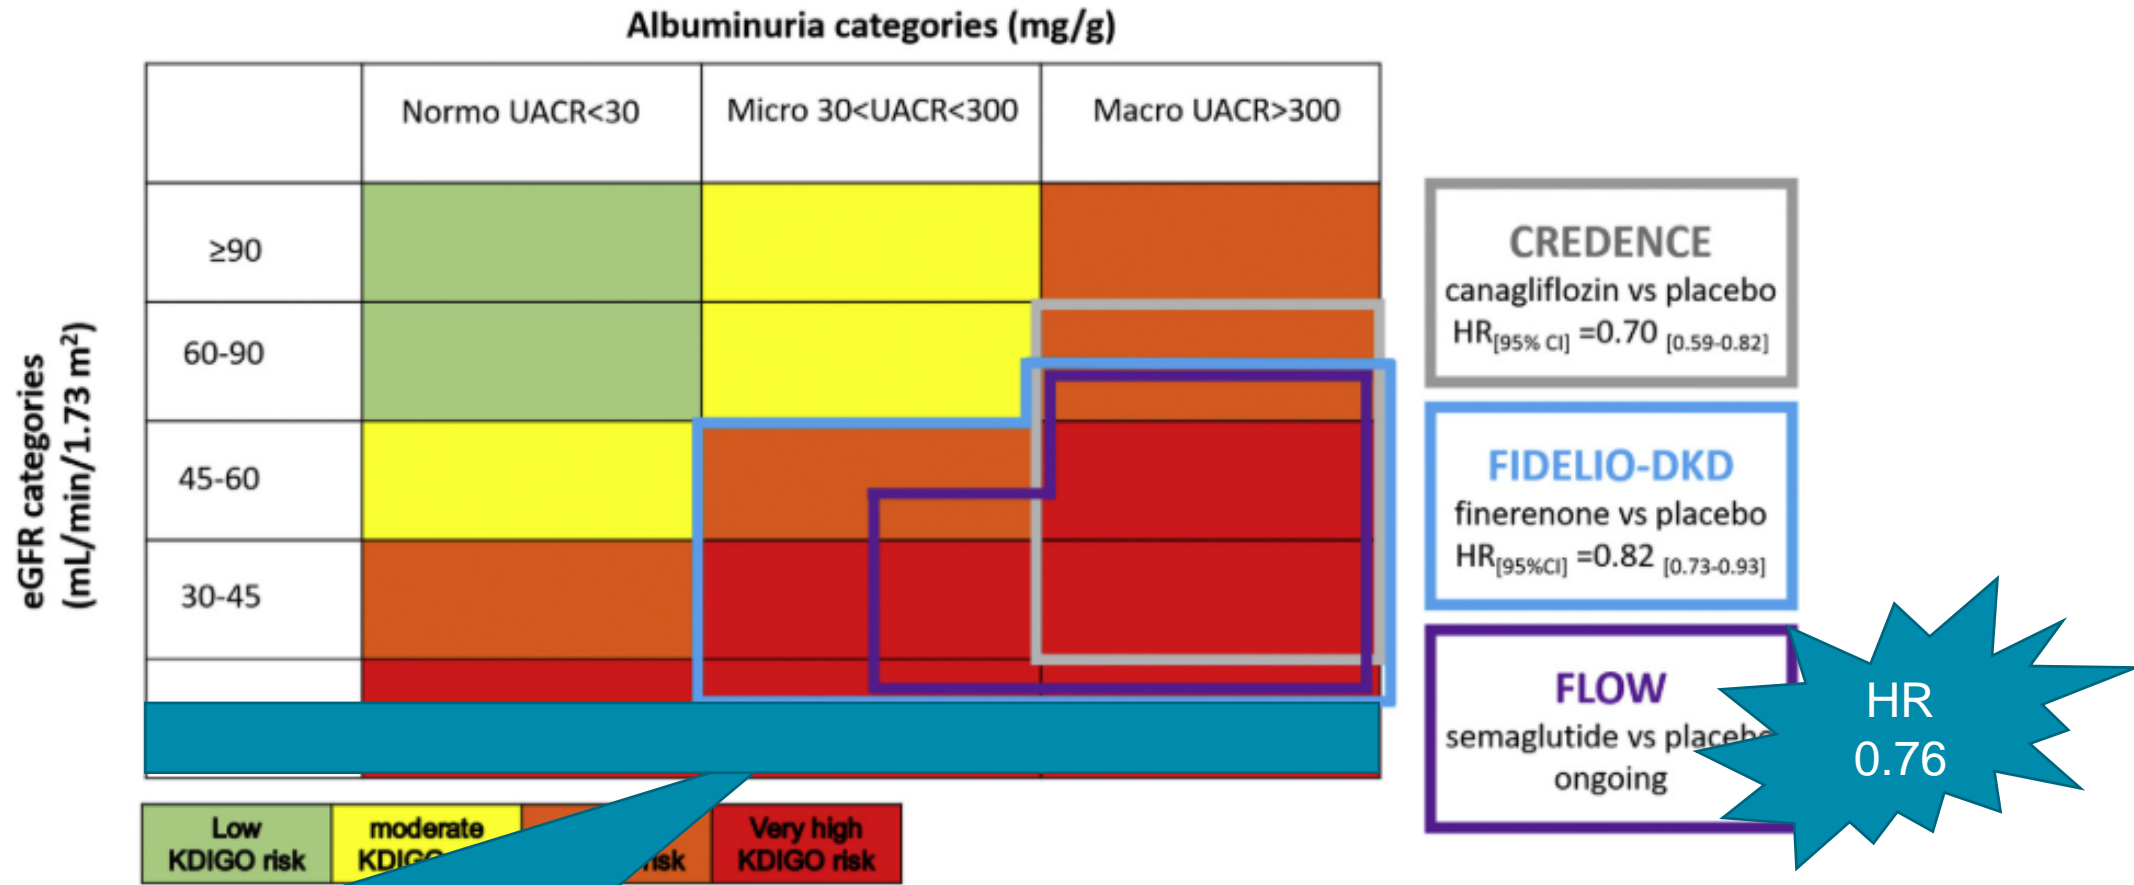 Albuminuria categories (mg/g)
Normo UACR<30
Micro 30<UACR<300
Macro UACR>300
eGFR categories
(mL/min/1.73 m²)
≥90
60-90
45-60
30-45
CREDENCE
canagliflozin vs placebo
HR[95% CI] =0.70 [0.59-0.82]
FIDELIO-DKD
finerenone vs placebo
HR[95%CI] =0.82 [0.73-0.93]
FLOW
semaglutide vs placebo
ongoing
HR
0.76
Low
KDIGO risk
moderate
risk
Very high
KDIGO risk